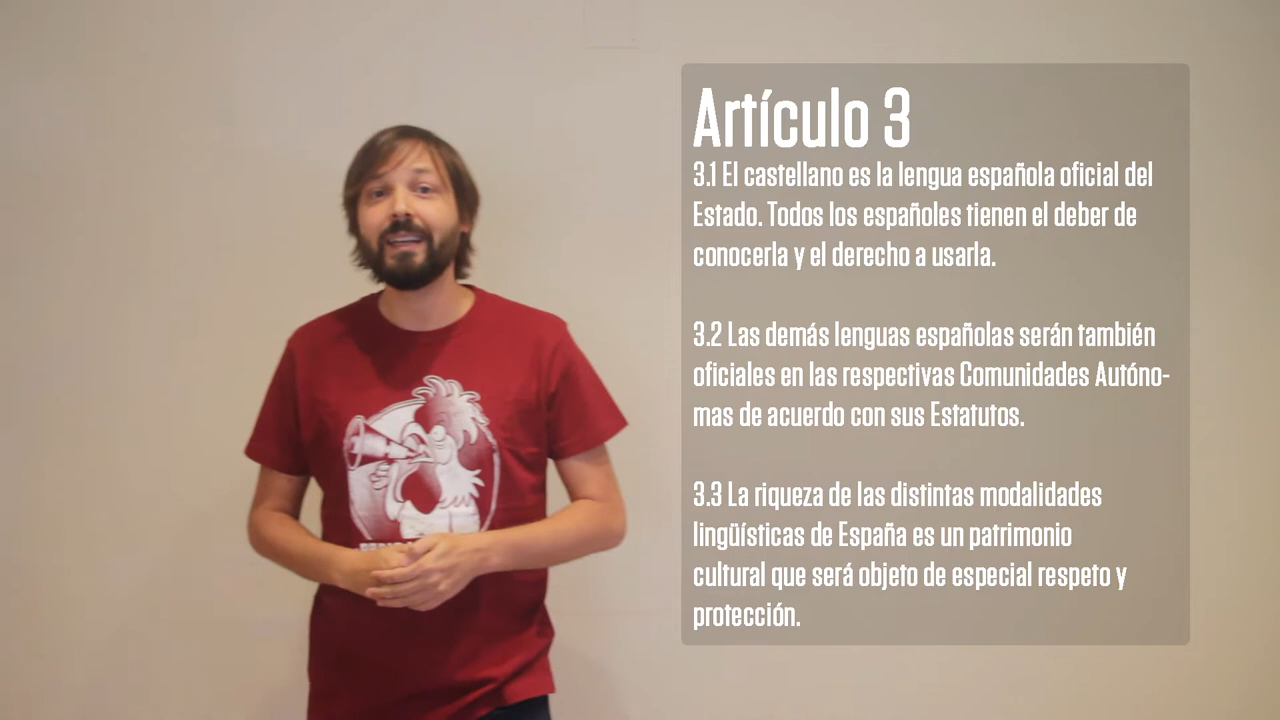 Artículo 3
3.1 El castellano es la lengua española oficial del
Estado. Todos los españoles tienen el deber de
conocerla y el derecho a usarla.
3.2 Las demás lenguas españolas serán también
oficiales en las respectivas Comunidades Autóno-
mas de acuerdo con sus Estatutos.
3.3 La riqueza de las distintas modalidades
lingüísticas de España es un patrimonio
cultural que será objeto de especial respeto y
protección.